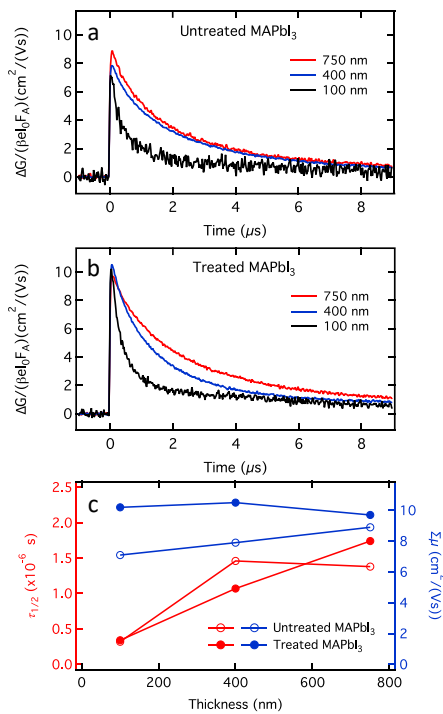 a
Untreated MAPbI3
750 nm
400 nm
100 nm
10
8
6
4
2
0
ΔG/(βeI0FA)(cm2/(Vs)
0
2
4
6
8
Time (μs)
b
Treated MAPbI3
750 nm
400 nm
100 nm
10
8
6
4
2
0
ΔG/(βeI0FA)(cm2/(Vs)
0
2
4
6
8
Time (μs)
c
2.5
2.0
1.5
1.0
0.5
0.0
τ1/2 (x10-6 s)
10
8
6
4
2
0
Σμ (cm2/(Vs))
Untreated MAPbI3
Treated MAPbI3
0
200
400
600
800
Thickness (nm)